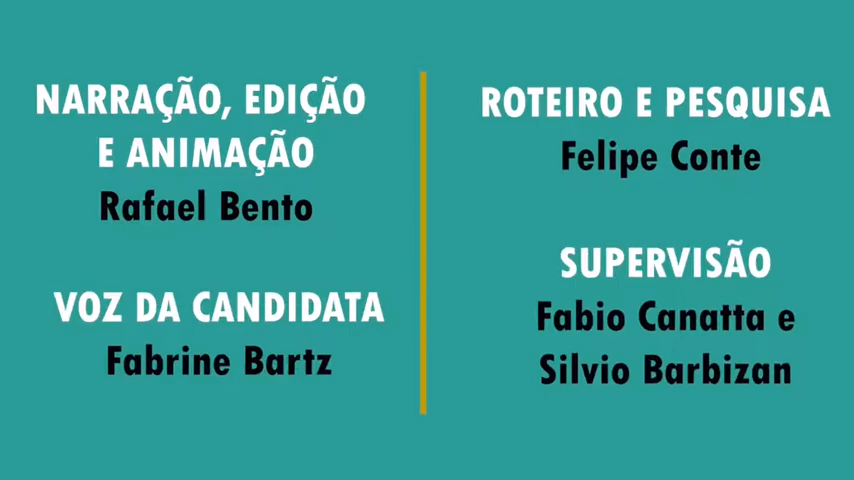 NARRAÇÃO, EDIÇÃO
E ANIMAÇÃO
Rafael Bento
VOZ DA CANDIDATA
Fabrine Bartz
ROTEIRO E PESQUISA
Felipe Conte
SUPERVISÃO
Fabio Canatta e
Silvio Barbizan